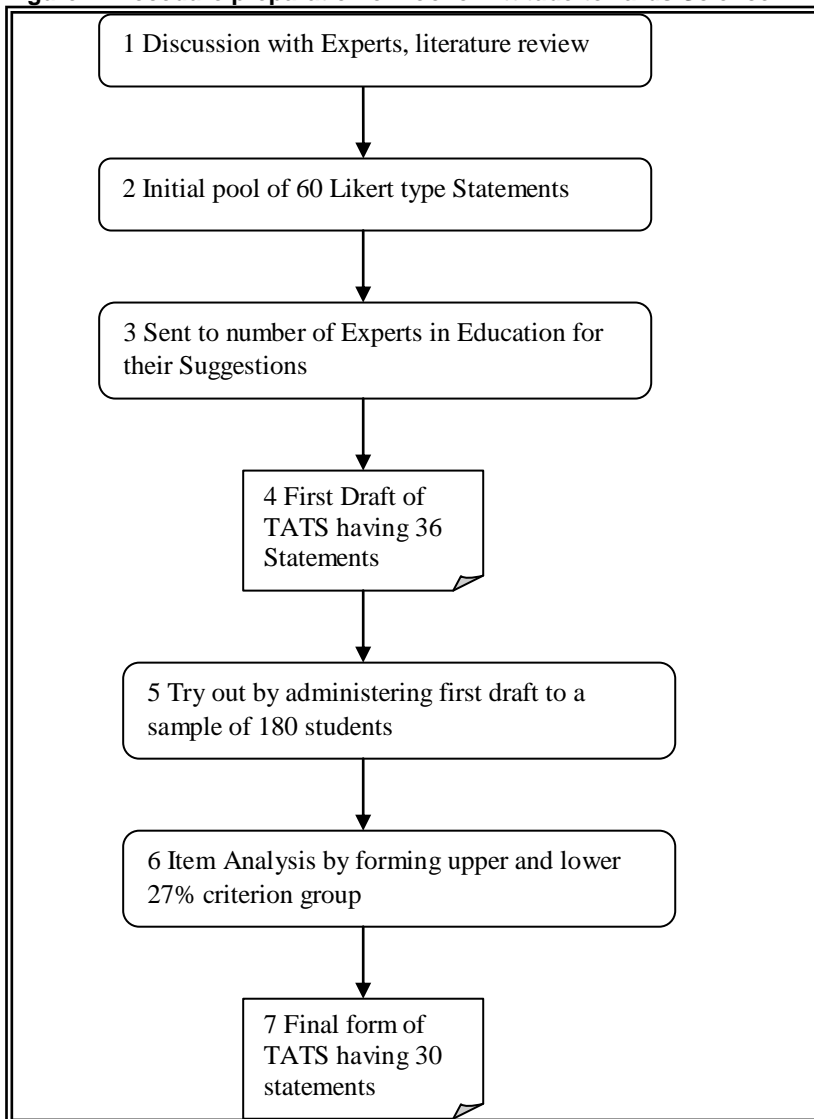 1 Discussion with Experts, literature review
2 Initial pool of 60 Likert type Statements
3 Sent to number of Experts in Education for
their Suggestions
4 First Draft of
TATS having 36
Statements
5 Try out by administering first draft to a
sample of 180 students
6 Item Analysis by forming upper and lower
27% criterion group
7 Final form of
TATS having 30
statements